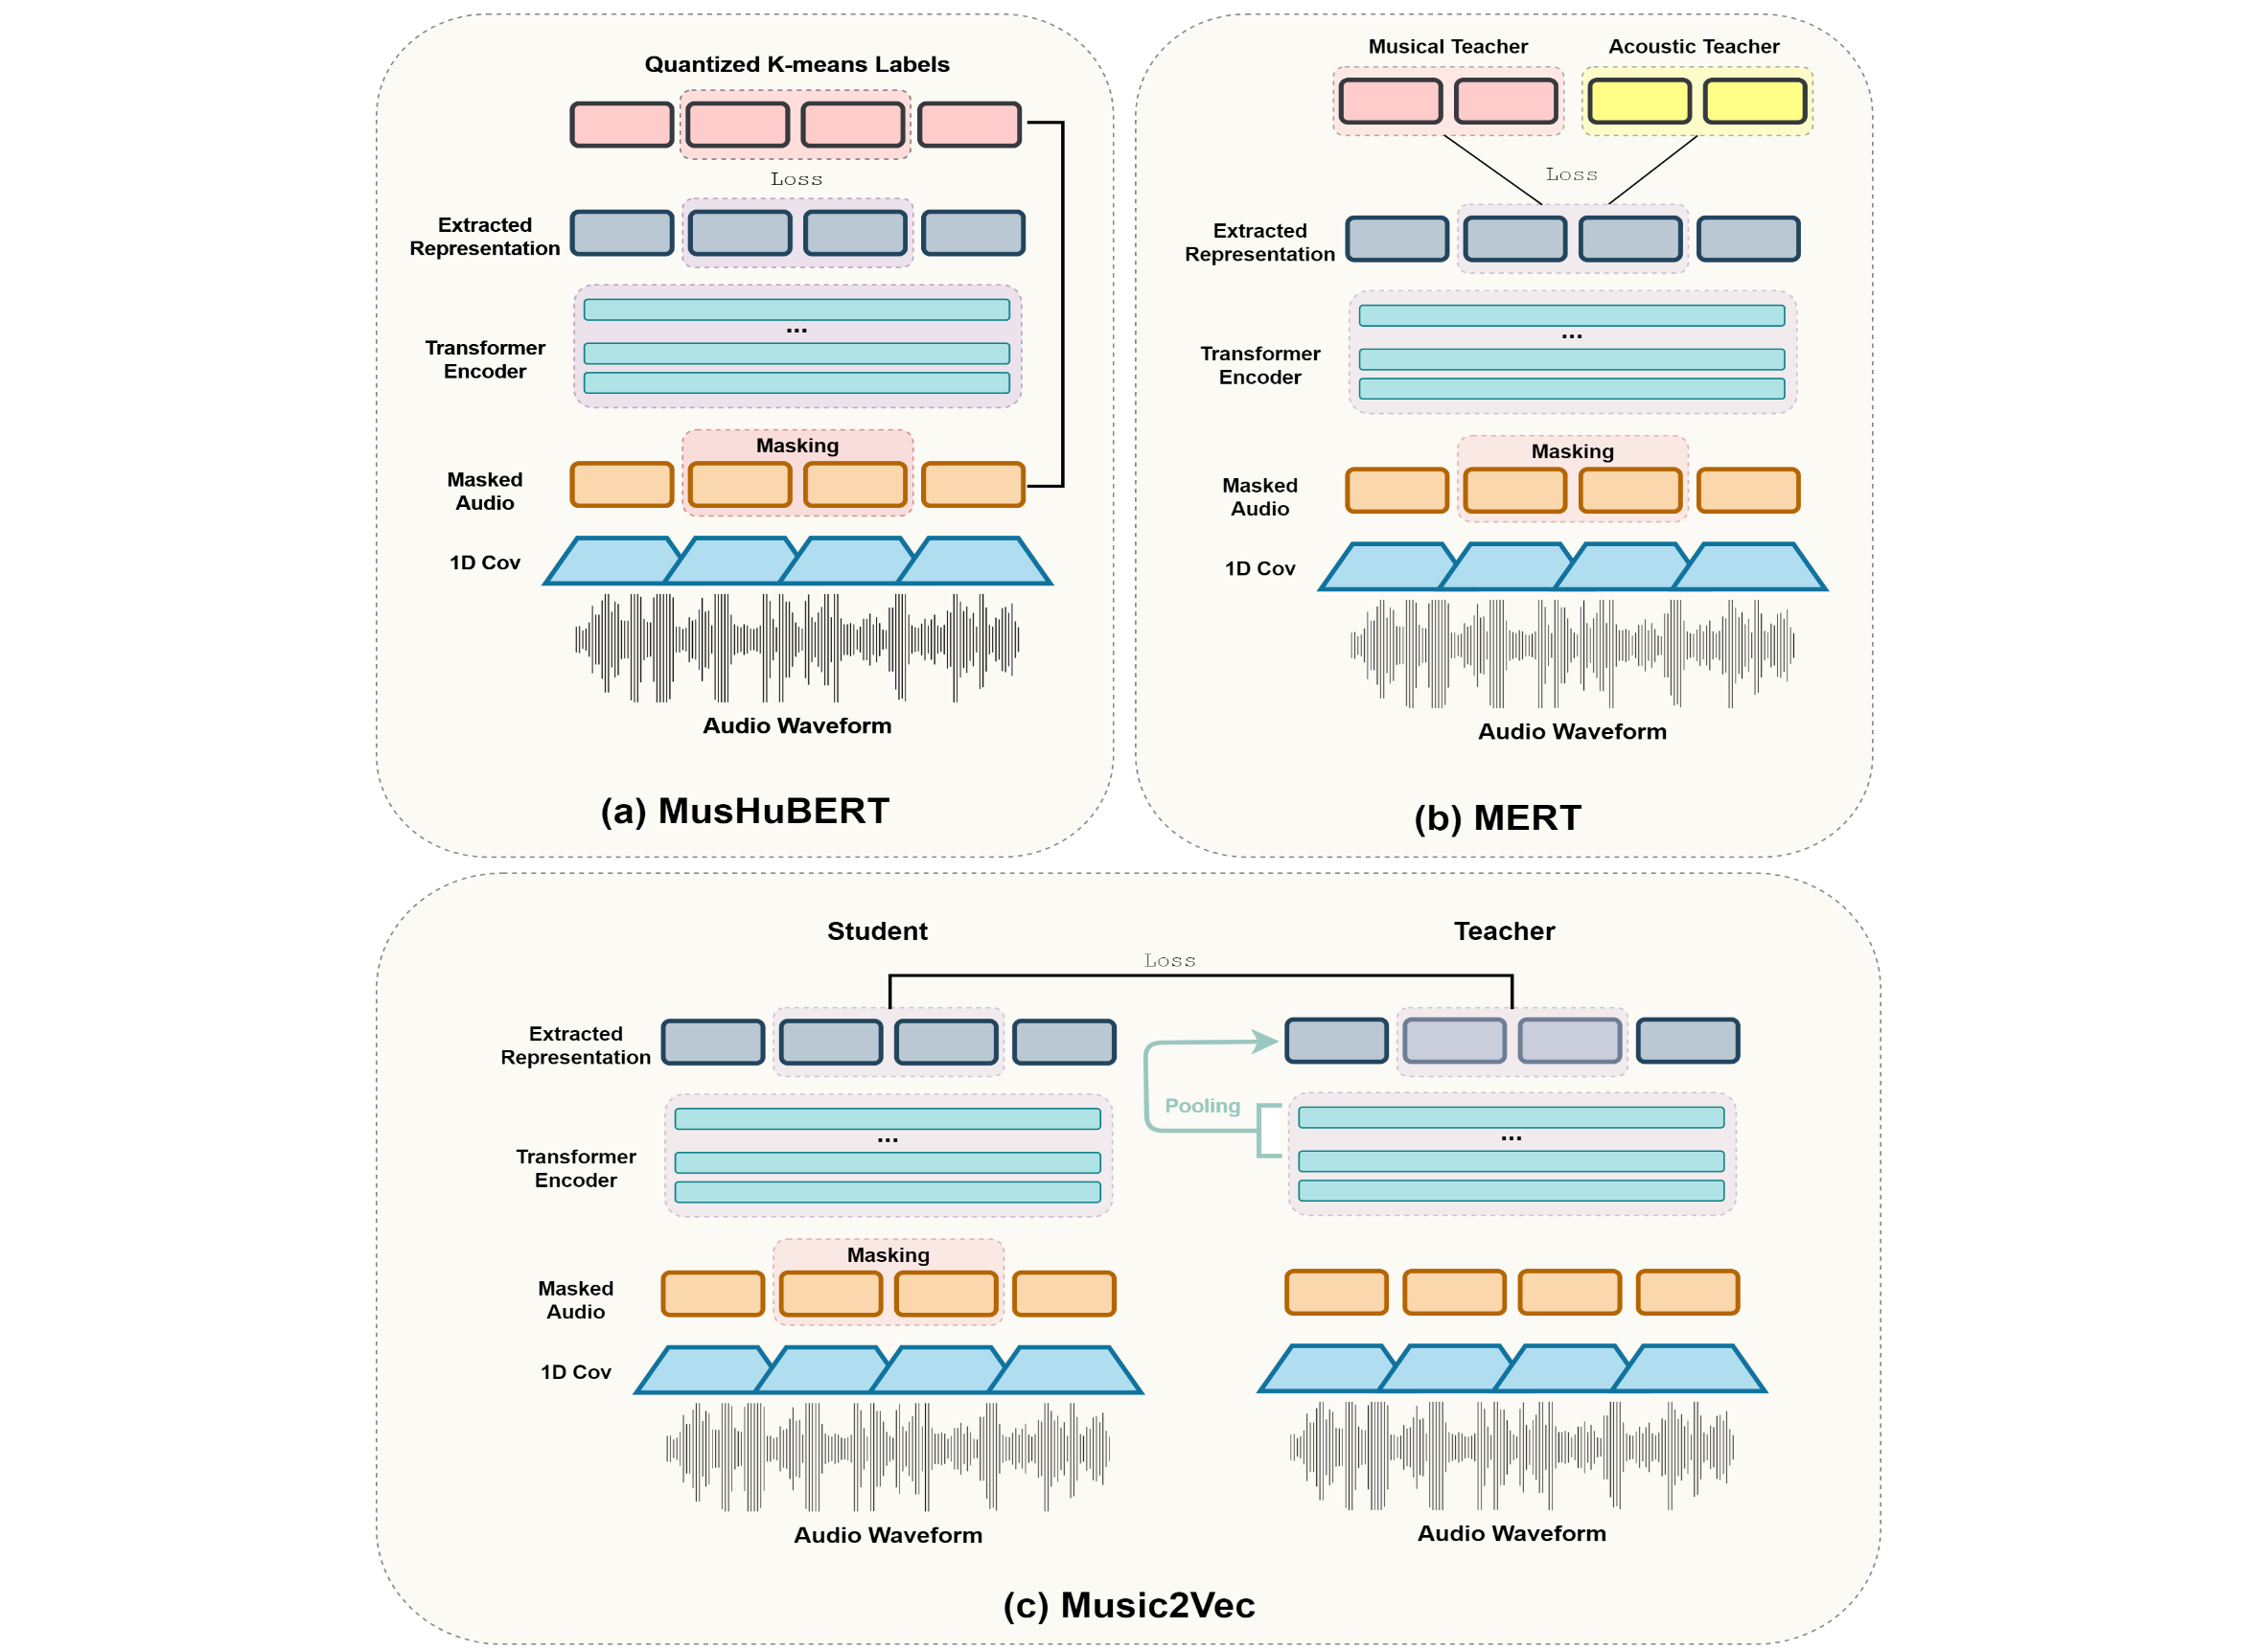 Quantized K-means Labels
Loss
Extracted
Representation
...
Transformer
Encoder
Masking
Masked
Audio
1D Cov
Audio Waveform
(a) MusHuBERT
Musical Teacher
Acoustic Teacher
Loss
Extracted
Representation
...
Transformer
Encoder
Masking
Masked
Audio
1D Cov
Audio Waveform
(b) MERT
Student
Teacher
Loss
Extracted
Representation
Pooling
...
...
Transformer
Encoder
Masking
Masked
Audio
1D Cov
Audio Waveform
Audio Waveform
(c) Music2Vec